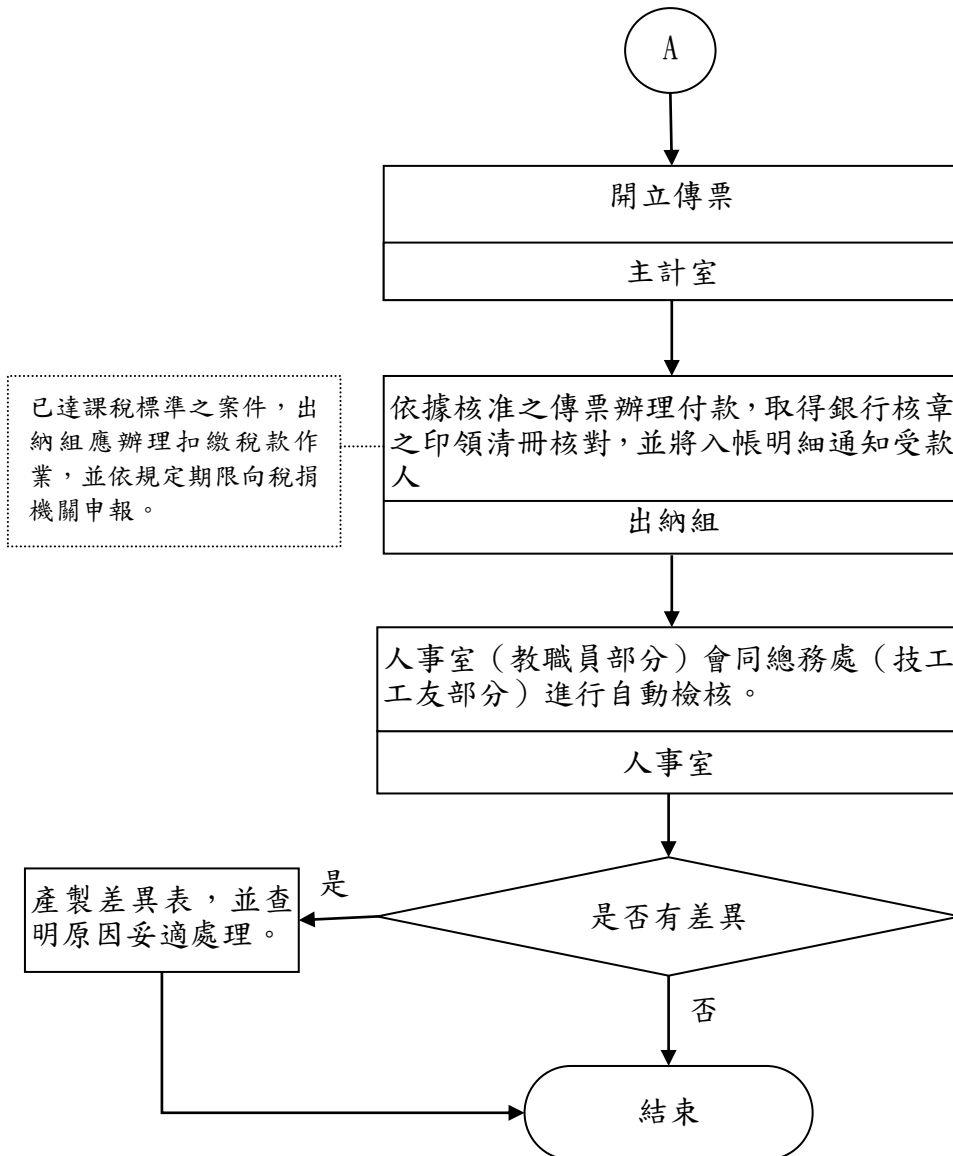 A
開立傳票
主計室
已達課稅標準之案件，出
納組應辦理扣繳稅款作
業，並依規定期限向稅捐
機關申報。
依據核准之傳票辦理付款，取得銀行核章
之印領清冊核對，並將入帳明細通知受款
人
出納組
人事室（教職員部分）會同總務處（技工
工友部分）進行自動檢核。
人事室
產製差異表，並查
明原因妥適處理。
是
是否有差異
否
結束